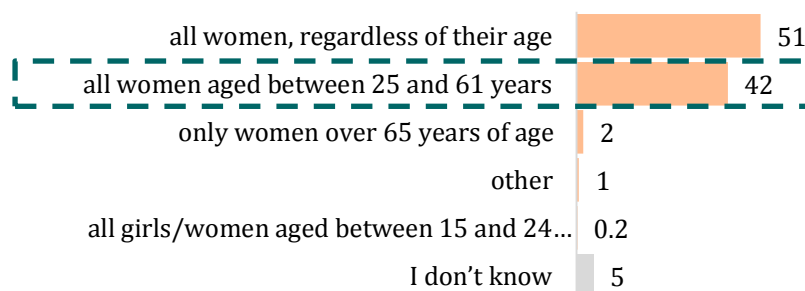 all women, regardless of their age 51
all women aged between 25 and 61 years 42
only women over 65 years of age 2
other 1
all girls/women aged between 15 and 24… 0.2
I don’t know 5